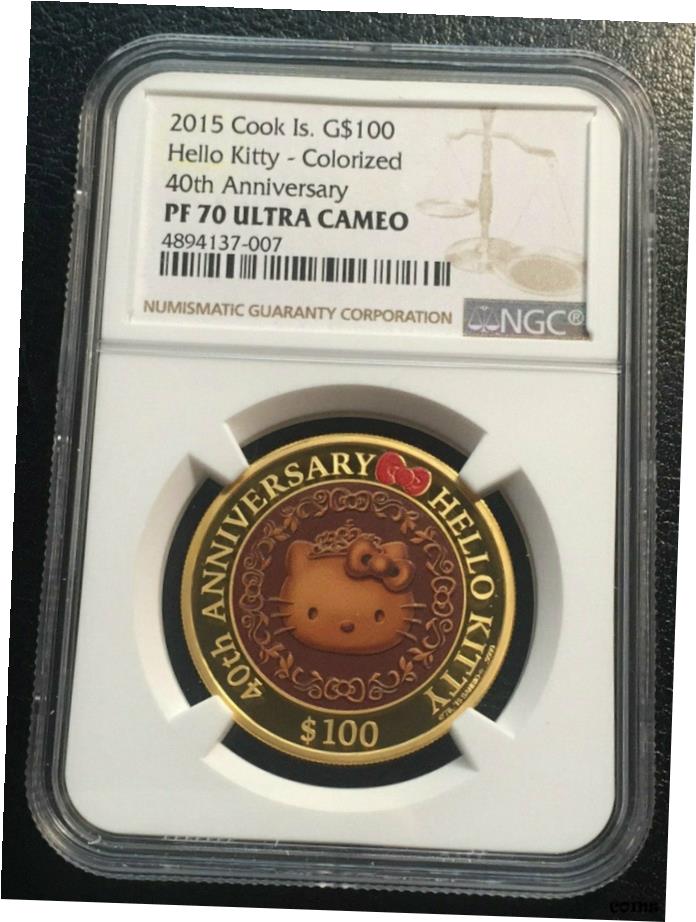 2015 Cook Is. G$100
Hello Kitty - Colorized
40th Anniversary
PF 70 ULTRA CAMEO
4894137-007
NUMISMATIC GUARANTY CORPORATION
NGC®
40th ANNIVERSARY HELLO KITTY
$100